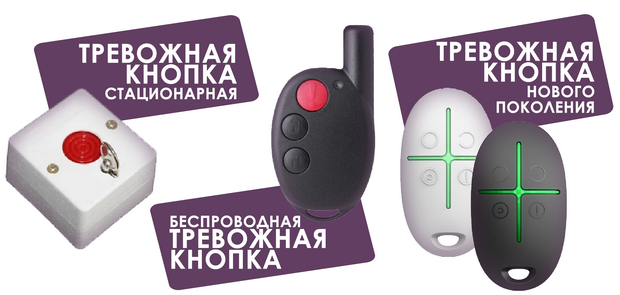 ТРЕВОЖНАЯ
КНОПКА
СТАЦИОНАРНАЯ
БЕСПРОВОДНАЯ
ТРЕВОЖНАЯ
КНОПКА
ТРЕВОЖНАЯ
КНОПКА
НОВОГО
ПОКОЛЕНИЯ